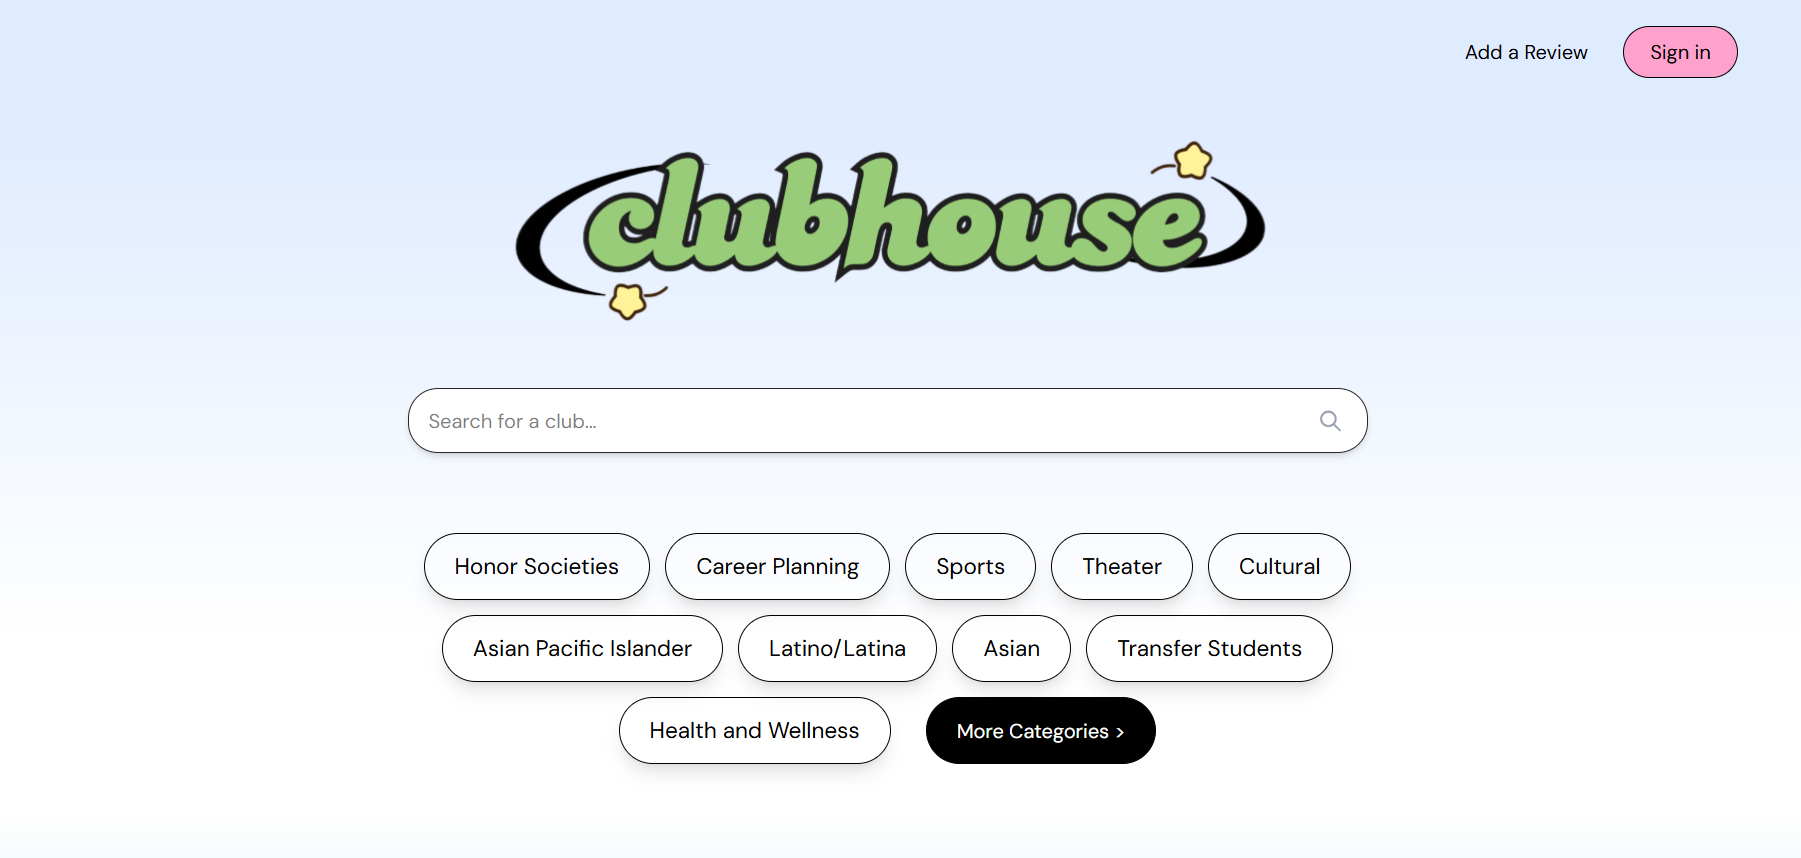 Add a Review Sign in
clubhouse
Search for a club...
Honor Societies Career Planning Sports Theater Cultural
Asian Pacific Islander Latino/Latina Asian Transfer Students
Health and Wellness More Categories >